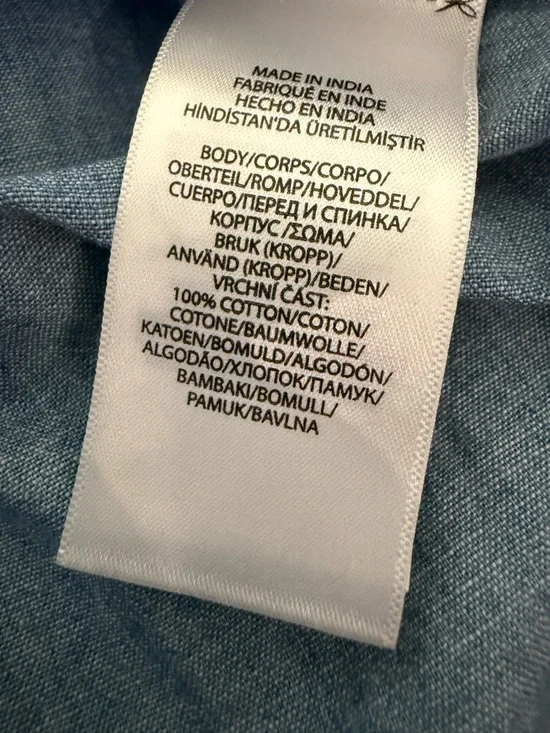 MADE IN INDIA
FABRIQUÉ EN INDE
HECHO EN INDIA
HİNDİSTAN'DA ÜRETİLMİŞTİR
BODY/CORPS/CORPO/
OBERTEIL/ROMP/HOVEDDEL/
CUERPO/ПЕРЕД И СПИНКА/
КОРПУС/ΣΩΜΑ/
BRUK (KROPP)/
ANVÄND (KROPP)/BEDEN/
VRCHNÍ ČÁST:
100% COTTON/COTON/
COTONE/BAUMWOLLE/
KATOEN/BOMULD/ALGODÓN/
ALGODÃO/ХЛОПОК/ПАМУК/
BAMBAKI/BOMULL/
PAMUK/BAVLNA